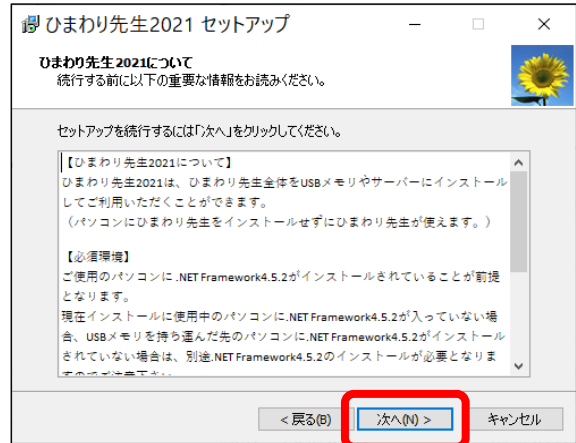 ひまわり先生2021 セットアップ
ひまわり先生2021について
続行する前に以下の重要な情報をお読みください。
セットアップを続行するには「次へ」をクリックしてください。
【ひまわり先生2021について】
ひまわり先生2021は、ひまわり先生全体をUSBメモリやサーバーにインストール
してご利用いただくことができます。
（パソコンにひまわり先生をインストールせずにひまわり先生が使えます。）
【必須環境】
ご使用のパソコンに.NET Framework4.5.2がインストールされていることが前提
となります。
現在インストールに使用中のパソコンに.NET Framework4.5.2が入っていない場
合、USBメモリを持ち運んだ先のパソコンに.NET Framework4.5.2がインストール
されていない場合は、別途.NET Framework4.5.2のインストールが必要となりま
< 戻る(B)
次へ(N) >
キャンセル